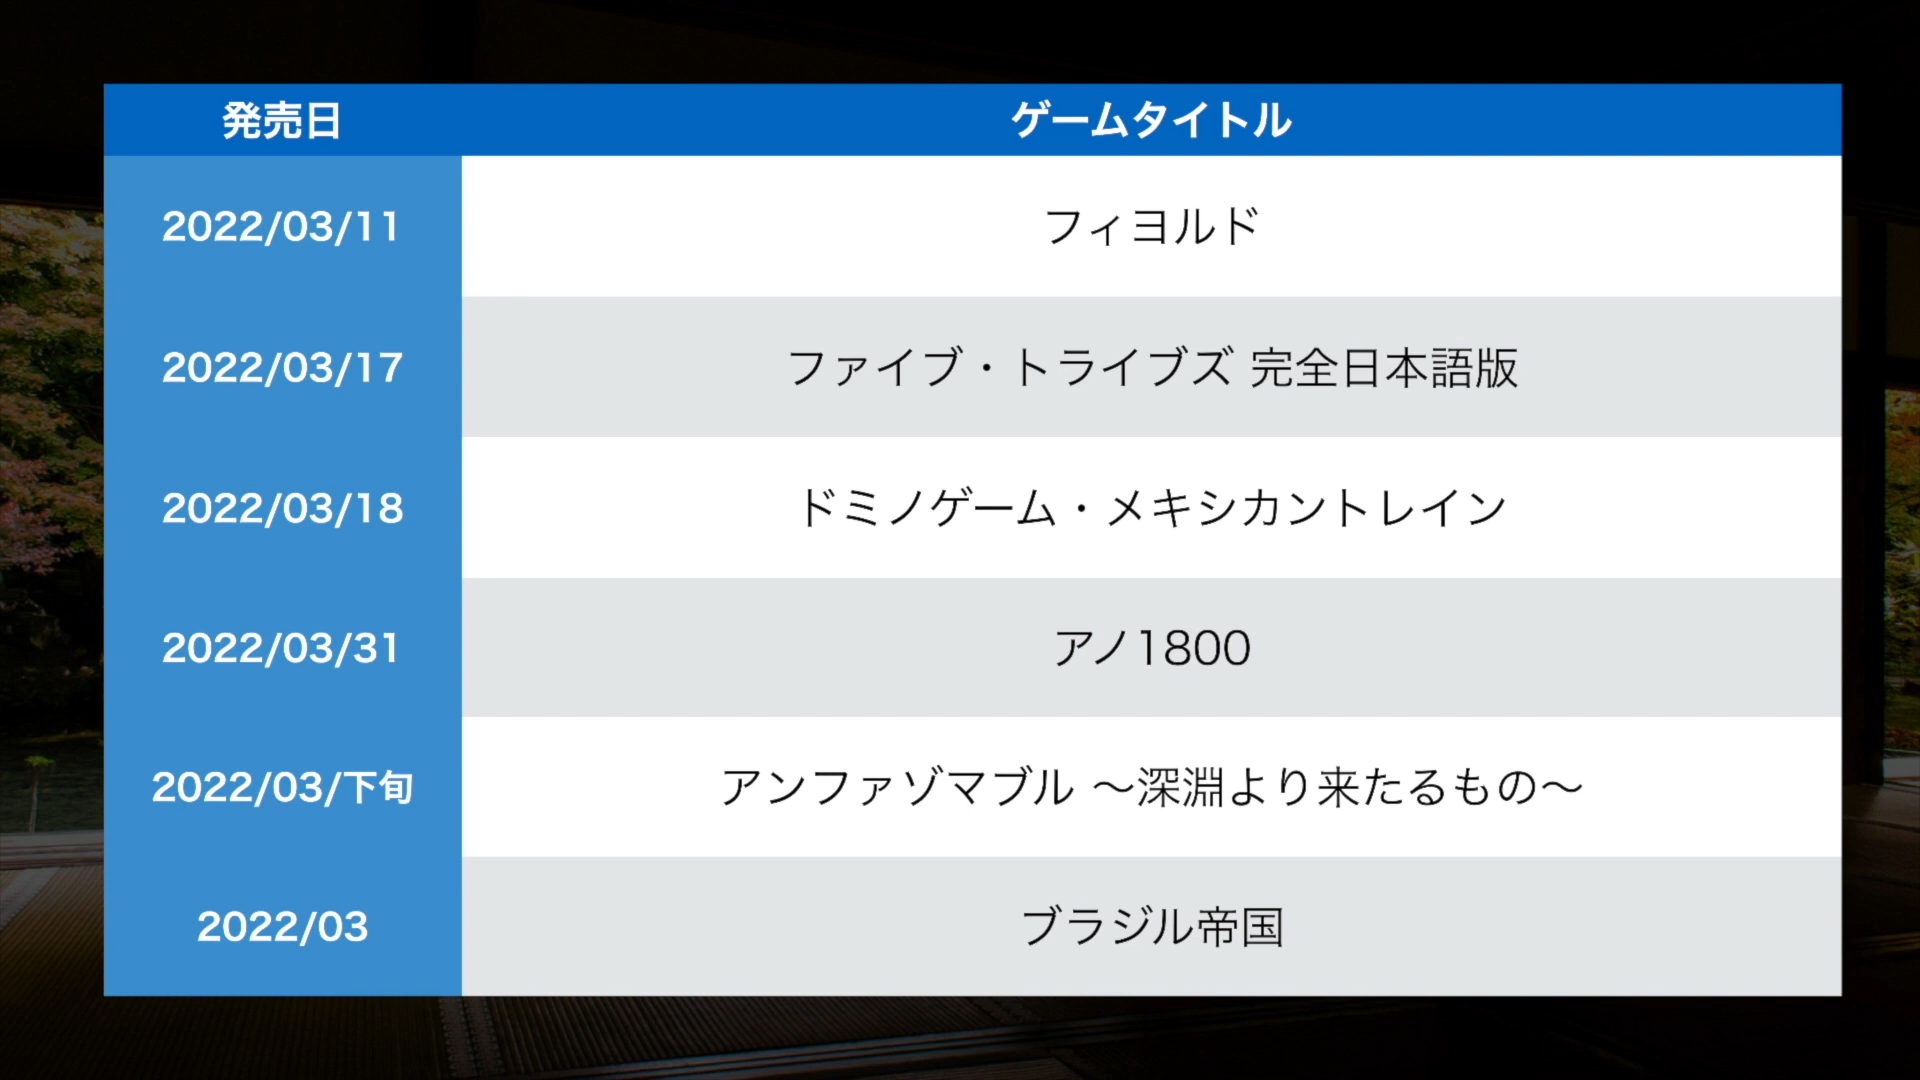 発売日 ゲームタイトル
2022/03/11 フィヨルド
2022/03/17 ファイブ・トライブズ 完全日本語版
2022/03/18 ドミノゲーム・メキシカントレイン
2022/03/31 アノ1800
2022/03/下旬 アンファゾマブル 〜深淵より来たるもの〜
2022/03 ブラジル帝国